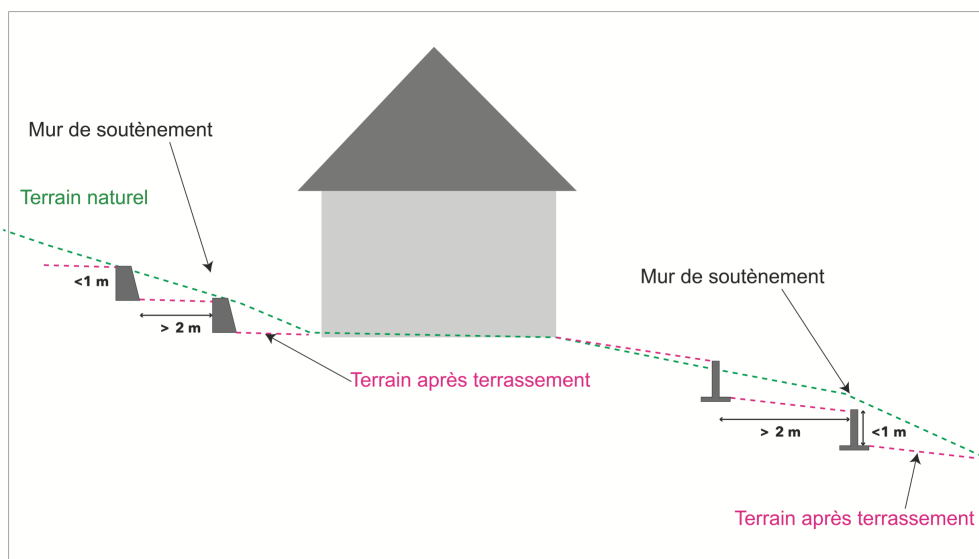 Mur de soutènement
Terrain naturel
<1 m
> 2 m
Terrain après terrassement
Mur de soutènement
> 2 m
<1 m
Terrain après terrassement